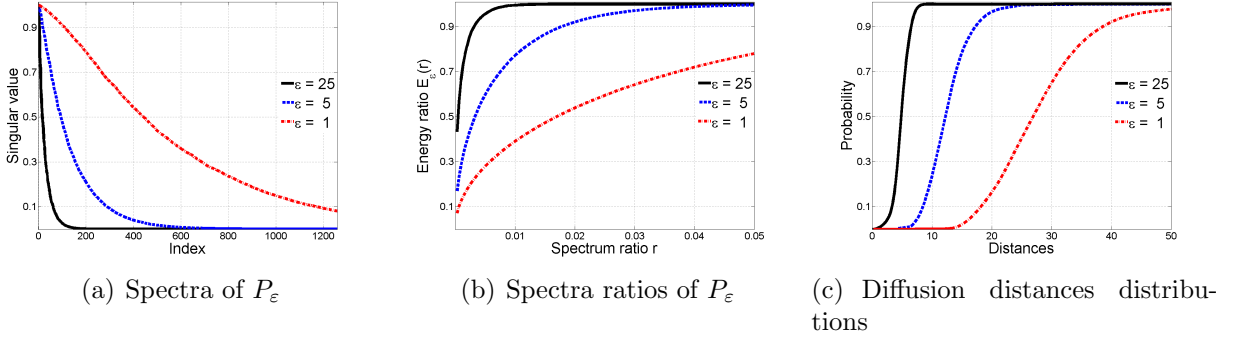 0.9
0.7
0.5
0.3
0.1
Singular value
ε = 25
ε = 5
ε = 1
0 200 400 600 800 1000 1200
Index
(a) Spectra of Pε
0.9
0.7
0.5
0.3
0.1
Energy ratio Eε(r)
ε = 25
ε = 5
ε = 1
0.01 0.02 0.03 0.04 0.05
Spectrum ratio r
(b) Spectra ratios of Pε
0.9
0.7
0.5
0.3
0.1
Probability
ε = 25
ε = 5
ε = 1
0 10 20 30 40 50
Distances
(c) Diffusion distances distribu-
tions